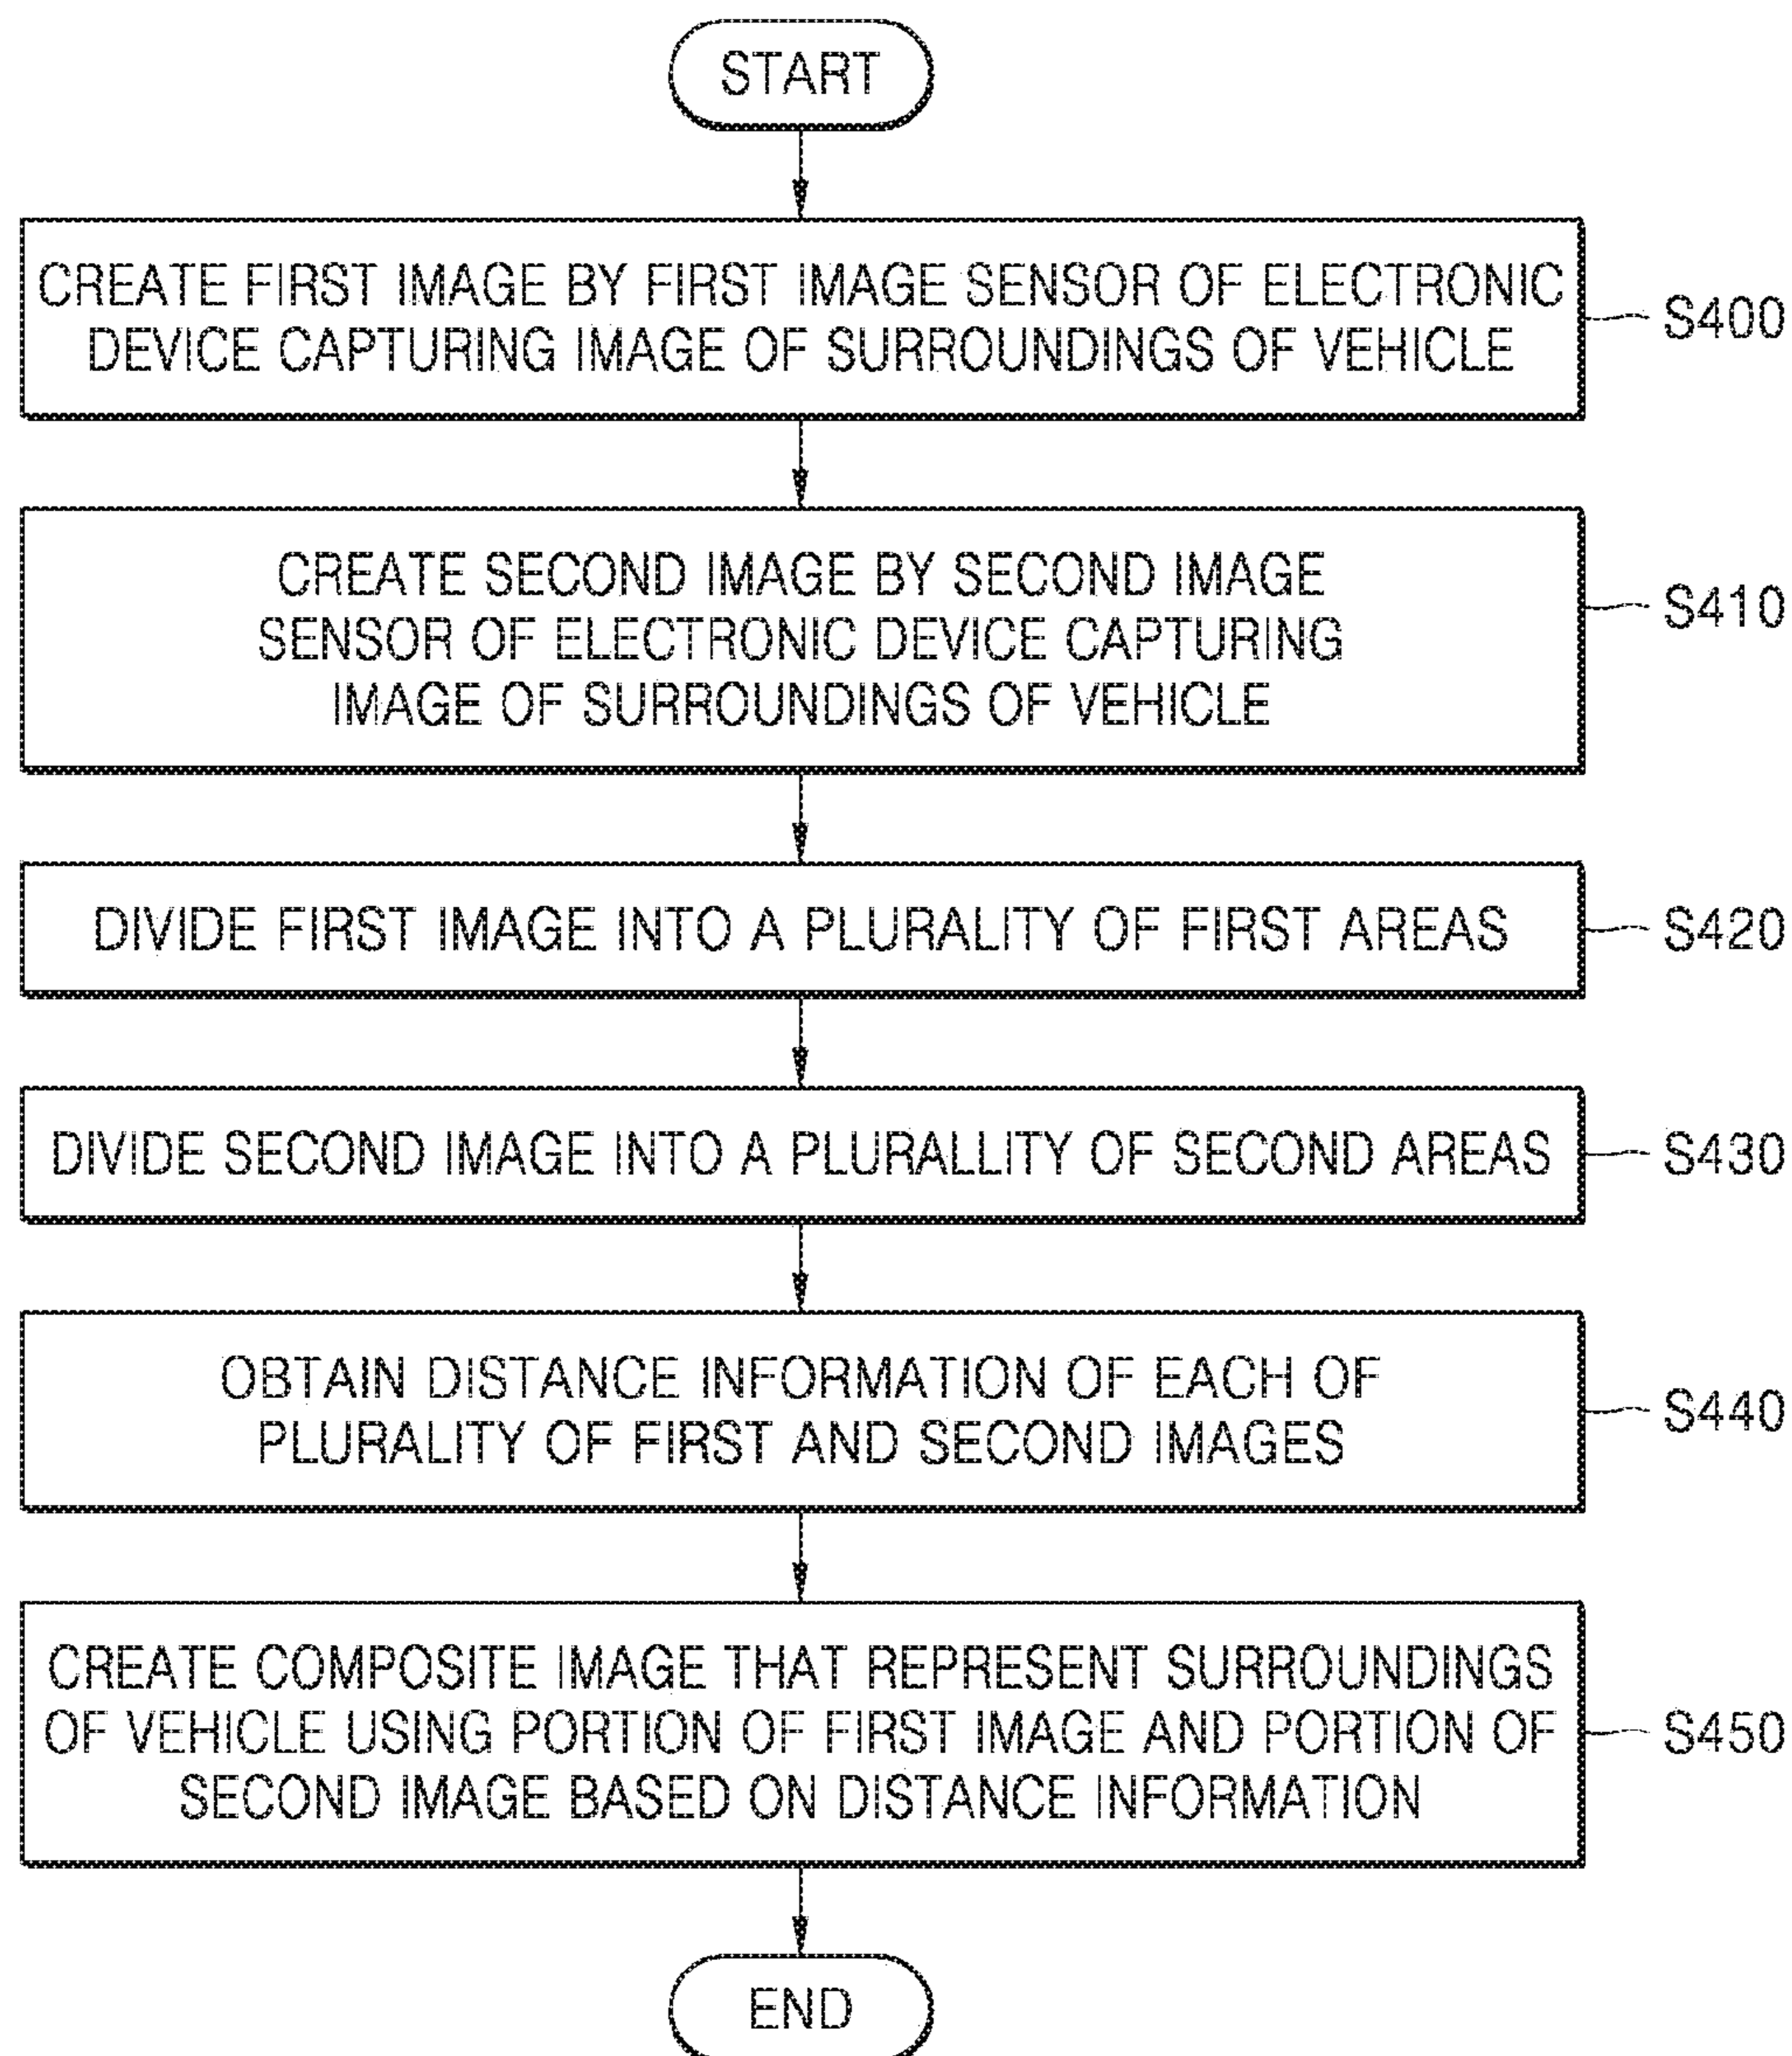 START
CREATE FIRST IMAGE BY FIRST IMAGE SENSOR OF ELECTRONIC
DEVICE CAPTURING IMAGE OF SURROUNDINGS OF VEHICLE
S400
CREATE SECOND IMAGE BY SECOND IMAGE
SENSOR OF ELECTRONIC DEVICE CAPTURING
IMAGE OF SURROUNDINGS OF VEHICLE
S410
DIVIDE FIRST IMAGE INTO A PLURALITY OF FIRST AREAS
S420
DIVIDE SECOND IMAGE INTO A PLURALLITY OF SECOND AREAS
S430
OBTAIN DISTANCE INFORMATION OF EACH OF
PLURALITY OF FIRST AND SECOND IMAGES
S440
CREATE COMPOSITE IMAGE THAT REPRESENT SURROUNDINGS
OF VEHICLE USING PORTION OF FIRST IMAGE AND PORTION OF
SECOND IMAGE BASED ON DISTANCE INFORMATION
S450
END